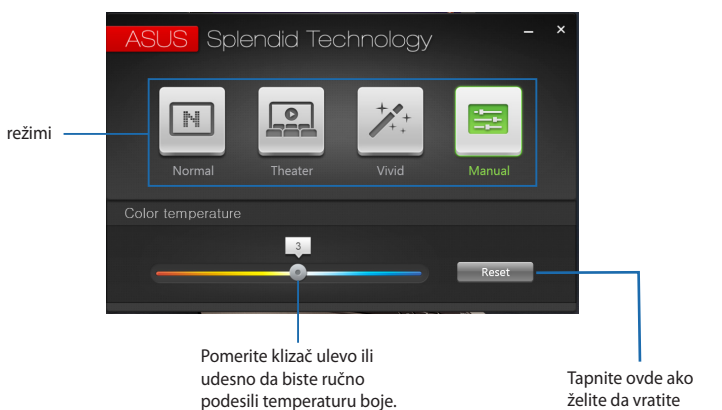 ASUS Splendid Technology
režimi
N
Normal
Theater
Vivid
Manual
Color temperature
3
Reset
Pomerite klizač ulevo ili
udesno da biste ručno
podesili temperaturu boje.
Tapnite ovde ako
želite da vratite